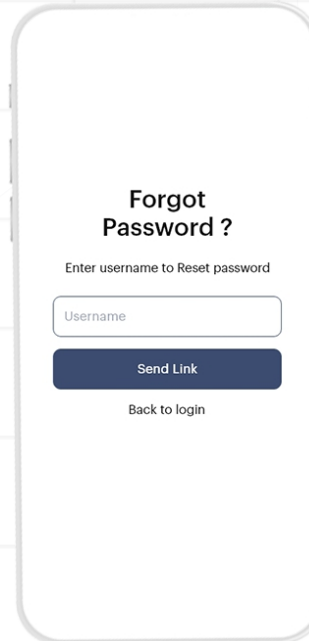 Forgot
Password ?
Enter username to Reset password
Username
Send Link
Back to login